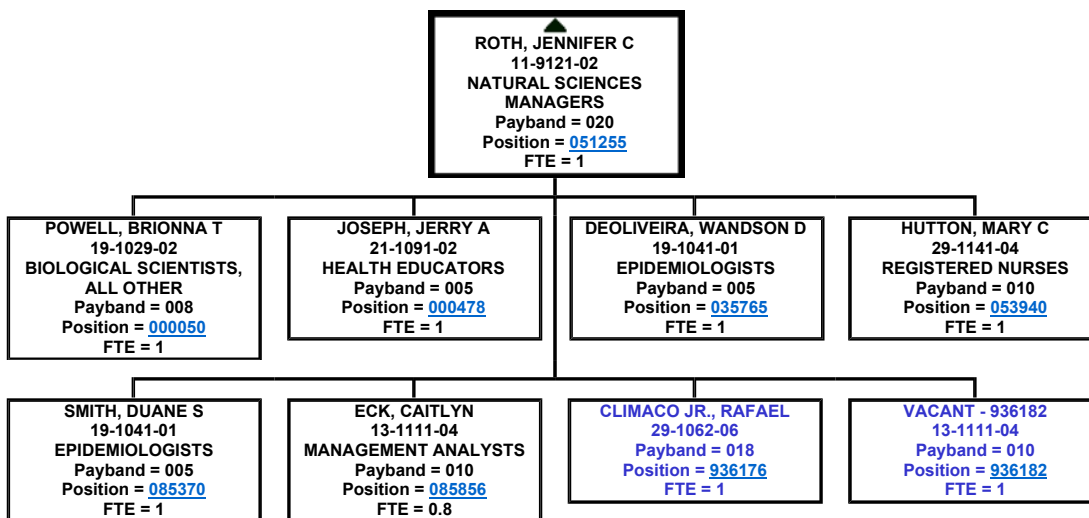 ROTH, JENNIFER C
11-9121-02
NATURAL SCIENCES
MANAGERS
Payband = 020
Position = 051255
FTE = 1
POWELL, BRIONNA T
19-1029-02
BIOLOGICAL SCIENTISTS,
ALL OTHER
Payband = 008
Position = 000050
FTE = 1
JOSEPH, JERRY A
21-1091-02
HEALTH EDUCATORS
Payband = 005
Position = 000478
FTE = 1
DEOLIVEIRA, WANDSON D
19-1041-01
EPIDEMIOLOGISTS
Payband = 005
Position = 035765
FTE = 1
HUTTON, MARY C
29-1141-04
REGISTERED NURSES
Payband = 010
Position = 053940
FTE = 1
SMITH, DUANE S
19-1041-01
EPIDEMIOLOGISTS
Payband = 005
Position = 085370
FTE = 1
ECK, CAITLYN
13-1111-04
MANAGEMENT ANALYSTS
Payband = 010
Position = 085856
FTE = 0.8
CLIMACO JR., RAFAEL
29-1062-06
Payband = 018
Position = 936176
FTE = 1
VACANT - 936182
13-1111-04
Payband = 010
Position = 936182
FTE = 1